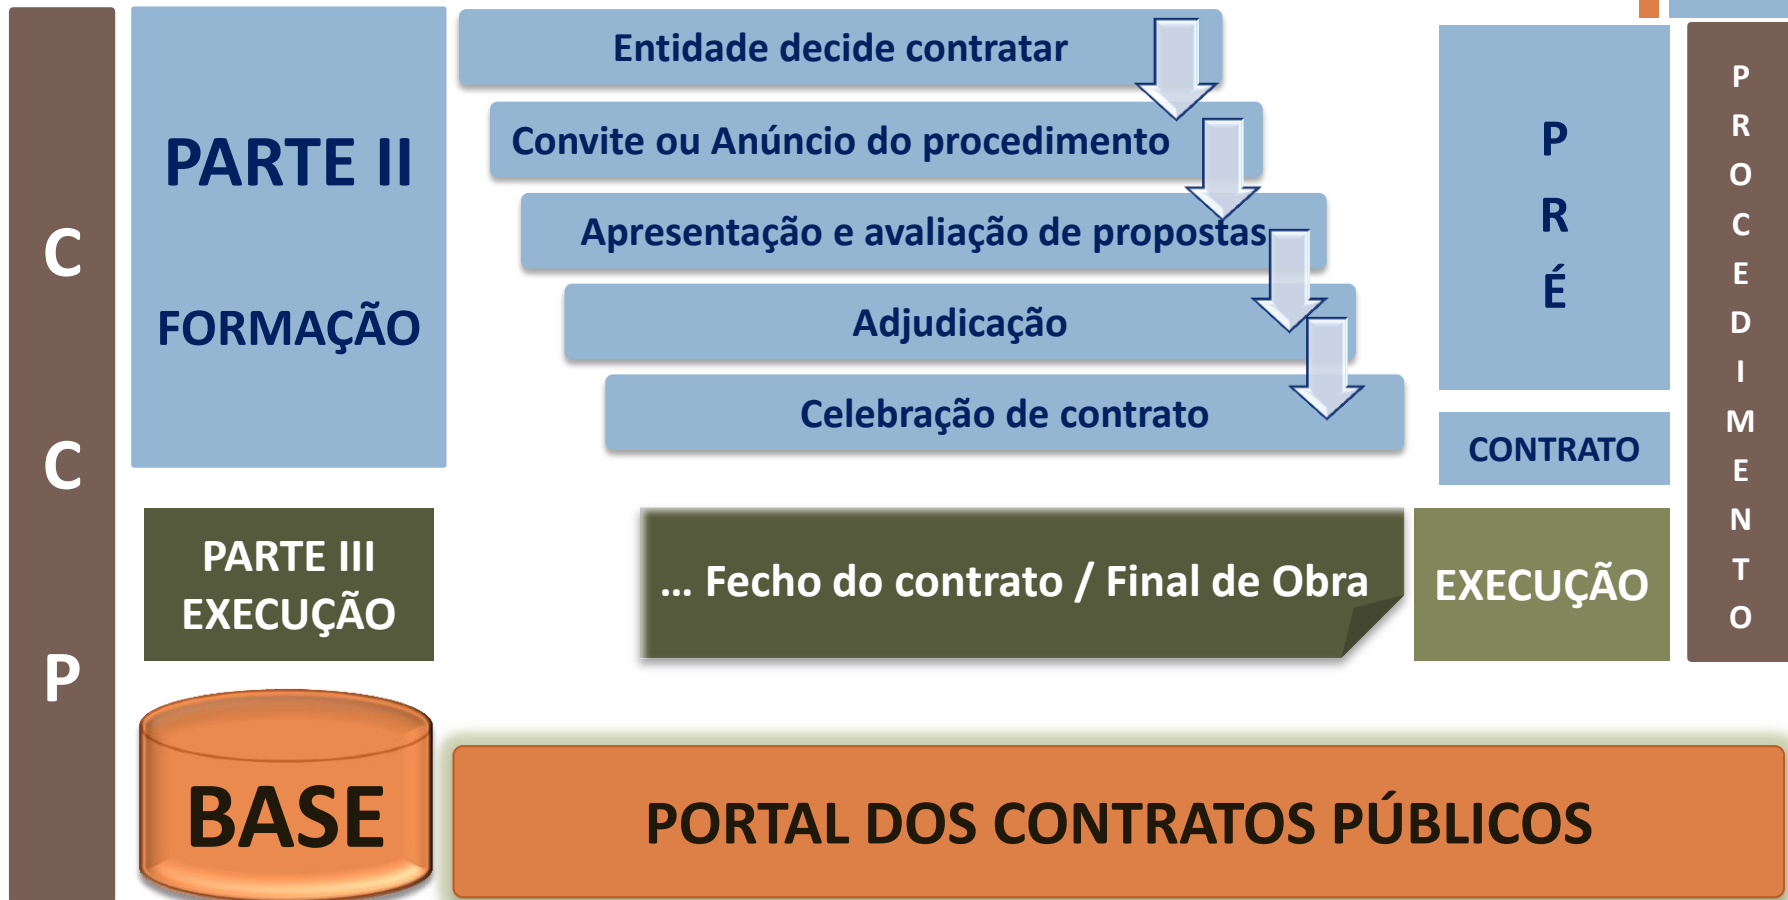 C
C
P
PARTE II
FORMAÇÃO
Entidade decide contratar
Convite ou Anúncio do procedimento
Apresentação e avaliação de propostas
Adjudicação
Celebração de contrato
P
R
É
CONTRATO
P
R
O
C
E
D
I
M
E
N
T
O
PARTE III
EXECUÇÃO
... Fecho do contrato / Final de Obra
EXECUÇÃO
BASE
PORTAL DOS CONTRATOS PÚBLICOS